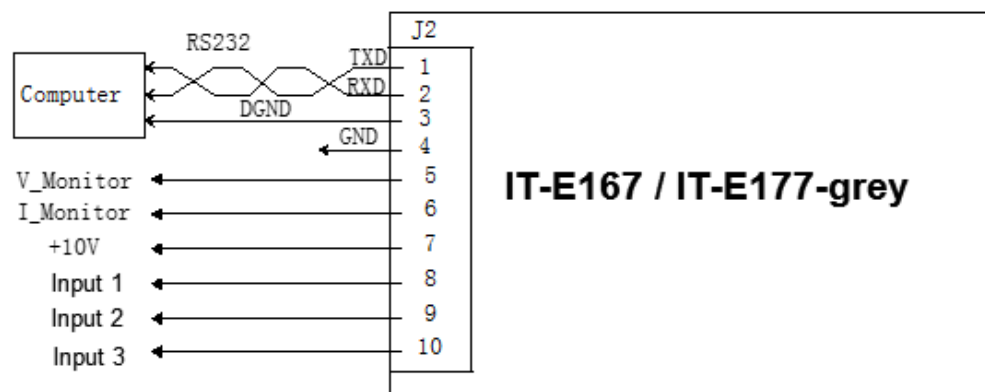 J2
RS232
TXD 1
Computer RXD 2
DGND 3
GND 4
V_Monitor 5
I_Monitor 6
+10V 7
Input 1 8
Input 2 9
Input 3 10
IT-E167 / IT-E177-grey